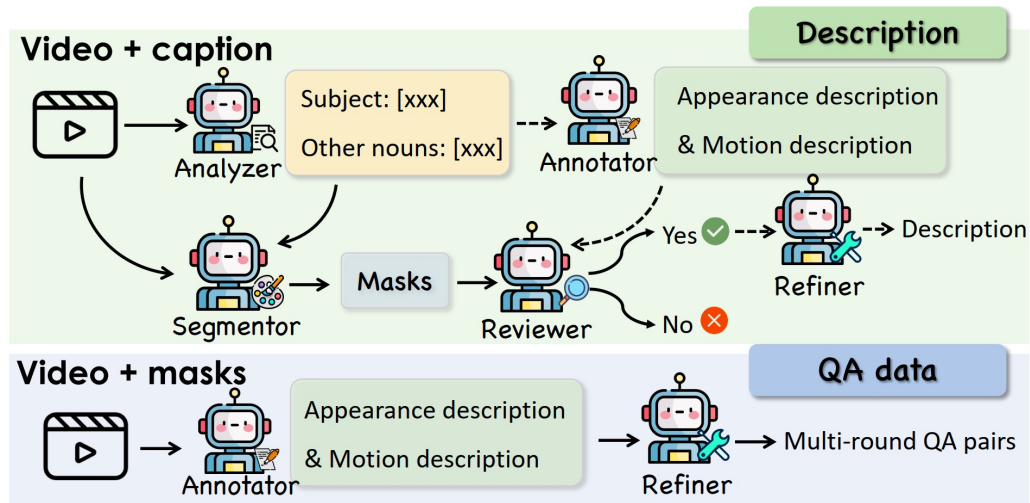 Video + caption
Description
Subject: [xxx]
Other nouns: [xxx]
Analyzer
Annotator
Appearance description
& Motion description
Segmentor
Masks
Reviewer
Yes
No
Refiner
Description
Video + masks
QA data
Annotator
Appearance description
& Motion description
Refiner
Multi-round QA pairs